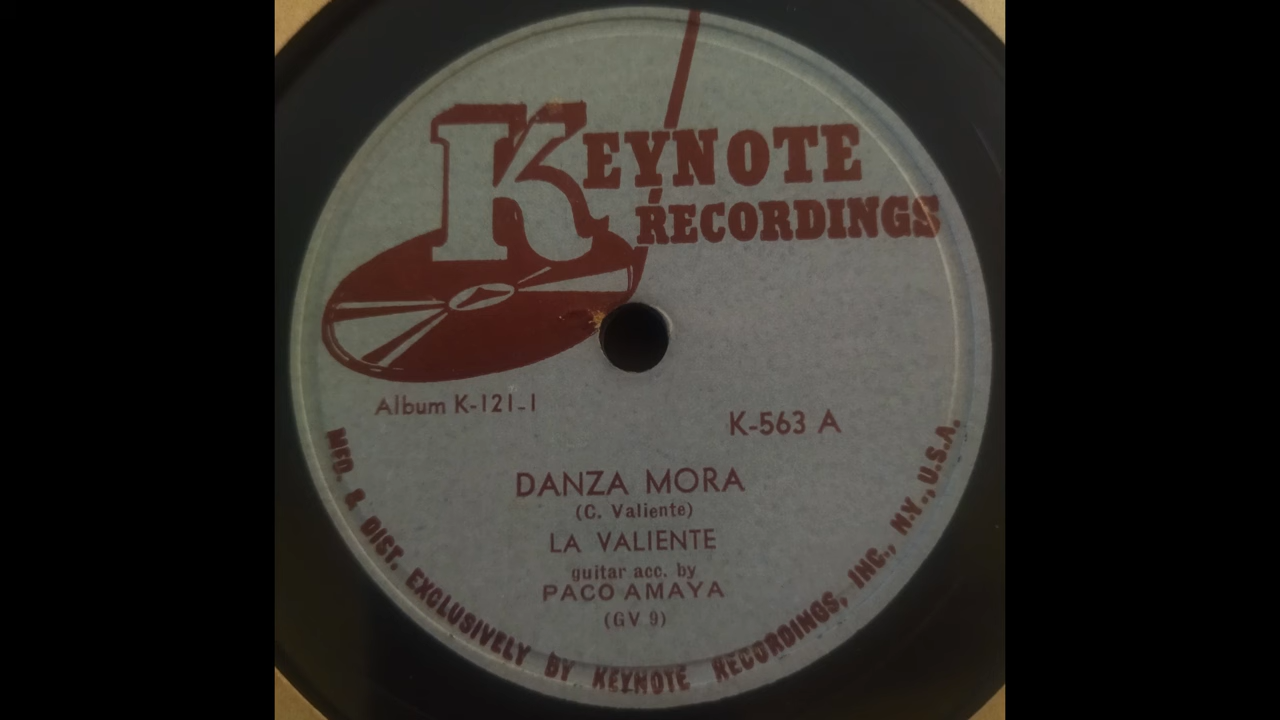 KEYNOTE
RECORDINGS
Album K-121-1
K-563 A
DANZA MORA
(C. Valiente)
LA VALIENTE
guitar acc. by
PACO AMAYA
(GV 9)
MFD. & DIST. EXCLUSIVELY BY KEYNOTE RECORDINGS, INC., N.Y., U.S.A.